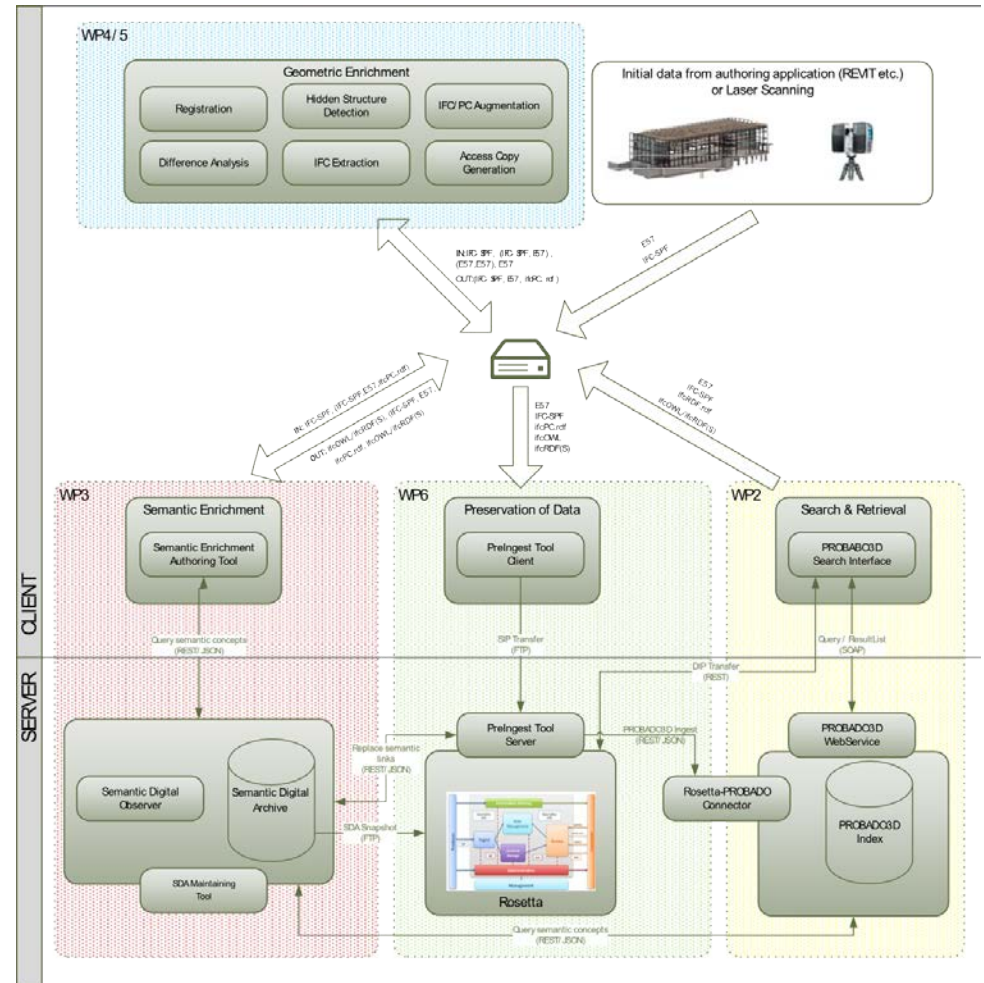 WP4/ 5
Geometric Enrichment
Registration
Hidden Structure
Detection
IFC/ PC Augmentation
Difference Analysis
IFC Extraction
Access Copy
Generation
Initial data from authoring application (REVIT etc.)
or Laser Scanning
E57
IFC-SPF
IN:IFC-SPF, (IFC-SPF, E57) ,
(E57,E57), E57
OUT:(IFC-SPF, E57, ifcPC.rdf )
IN: IFC-SPF, (IFC-SPF,E57,ifcPC.rdf)
OUT: ifcOWL/ifcRDF(S), (IFC-SPF, E57,
ifcPC.rdf, ifcOWL/ifcRDF(S)
E57
IFC-SPF
ifcPC.rdf
ifcOWL
ifcRDF(S)
E57
IFC-SPF
ifcRDF.rdf
ifcOWL/ifcRDF(S)
CLIENT
WP3
Semantic Enrichment
Semantic Enrichment
Authoring Tool
Query semantic concepts
(REST/JSON)
WP6
Preservation of Data
PreIngest Tool
Client
SIP Transfer
(FTP)
WP2
Search & Retrieval
PROBABO3D
Search Interface
Query / ResultList
(SOAP)
DIP Transfer
(REST)
SERVER
Semantic Digital
Observer
Semantic Digital
Archive
SDA Maintaining
Tool
Replace semantic
links
(REST/ JSON)
SDA Snapshot
(FTP)
PreIngest Tool
Server
Rosetta
PROBADO3D Ingest
(REST/JSON)
Rosetta-PROBADO
Connector
PROBADO3D
WebService
PROBADO3D
Index
Query semantic concepts
(REST/ JSON)